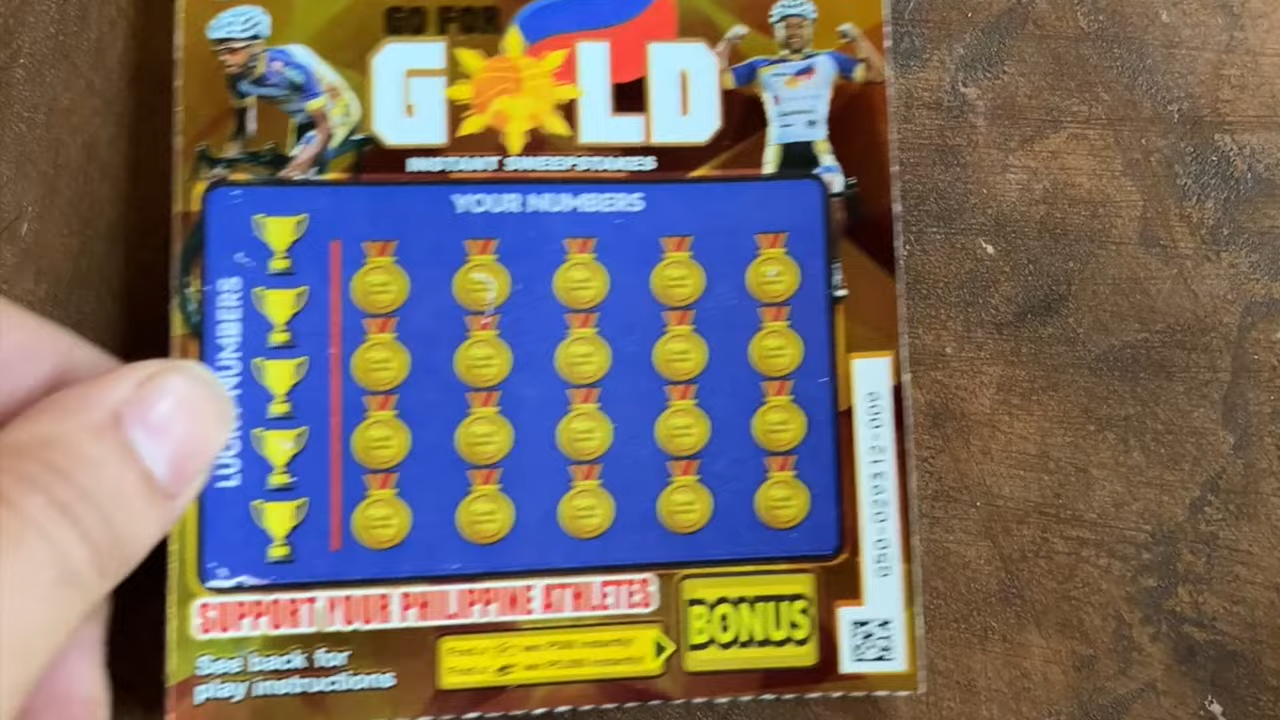 GO FOR
GOLD
INSTANT SWEEPSTAKES
YOUR NUMBERS
LUCKY NUMBERS
SUPPORT YOUR PHILIPPINE ATHLETES
BONUS
See back for
play instructions